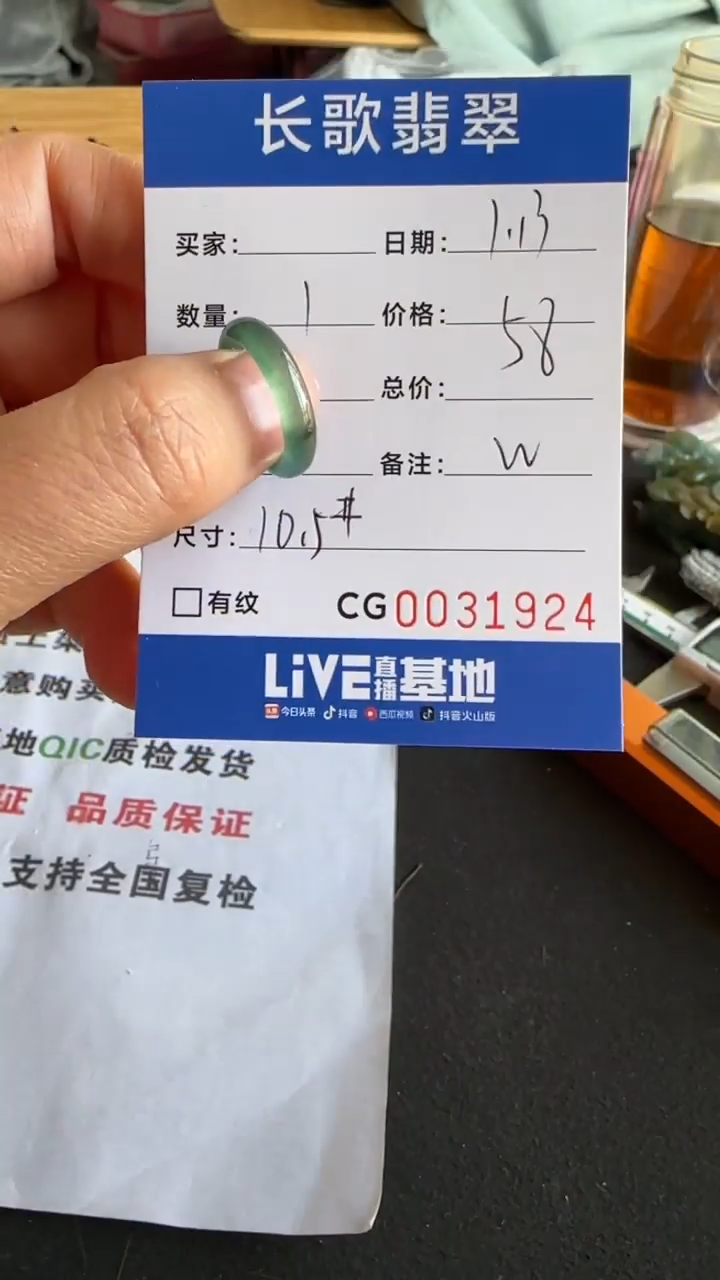 长歌翡翠
买家: 日期: 1.13
数量: 1 价格: 58
总价:
备注: W
尺寸: 10.5#
有纹 CG0031924
LiVE直播基地
今日头条 抖音 西瓜视频 抖音火山版
意购买
地QIC质检发货
证 品质保证
支持全国复检